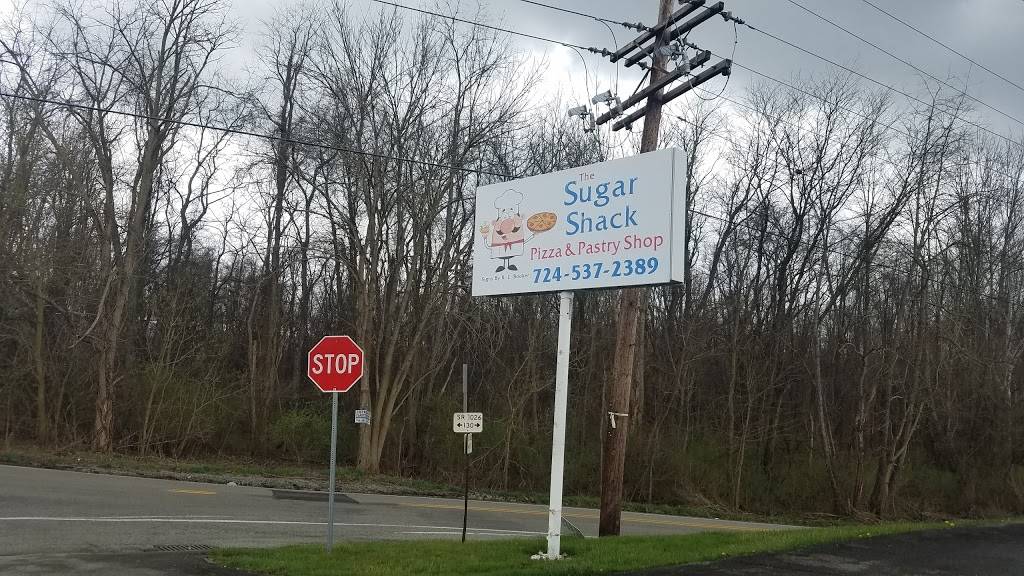 The
Sugar
Shack
Pizza & Pastry Shop
724-537-2389
STOP
SR 1026
130